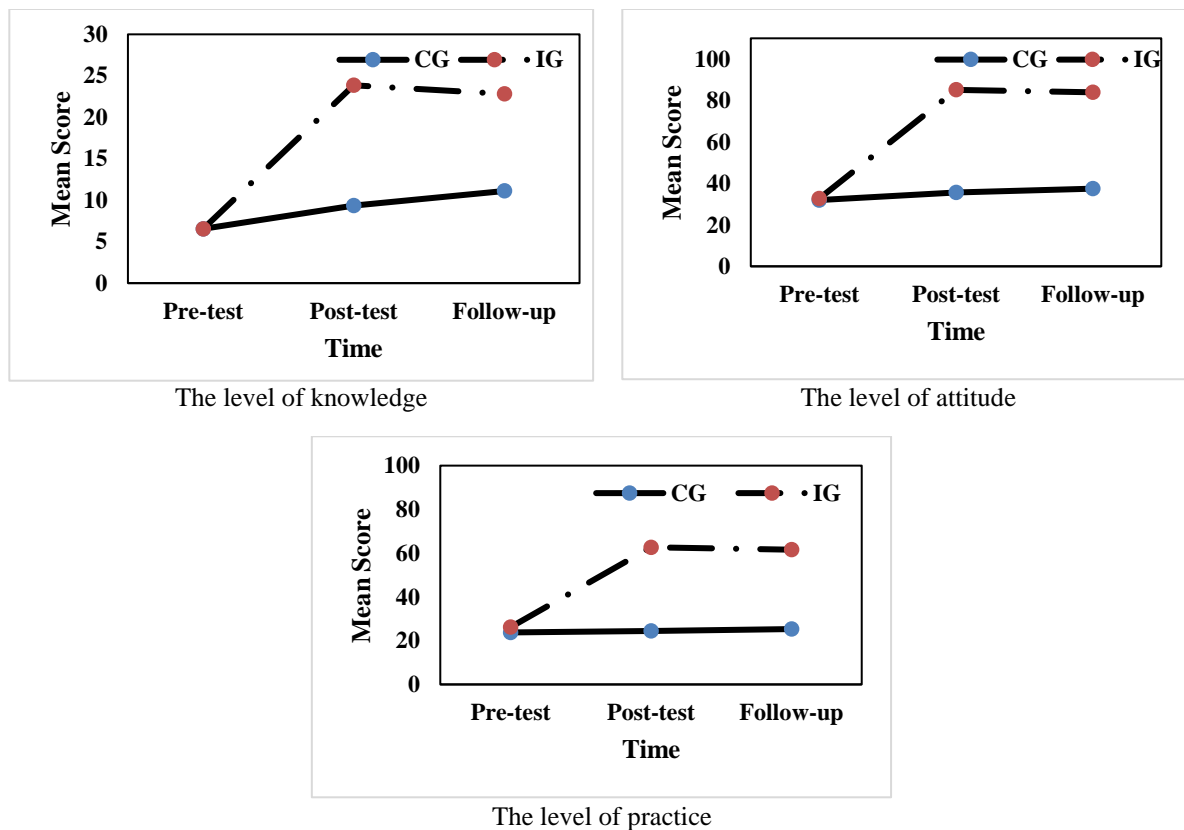 30
25
20
15
10
5
0
Mean Score
CG IG
Pre-test Post-test Follow-up
Time
The level of knowledge
100
80
60
40
20
0
Mean Score
CG IG
Pre-test Post-test Follow-up
Time
The level of attitude
100
80
60
40
20
0
Mean Score
CG IG
Pre-test Post-test Follow-up
Time
The level of practice